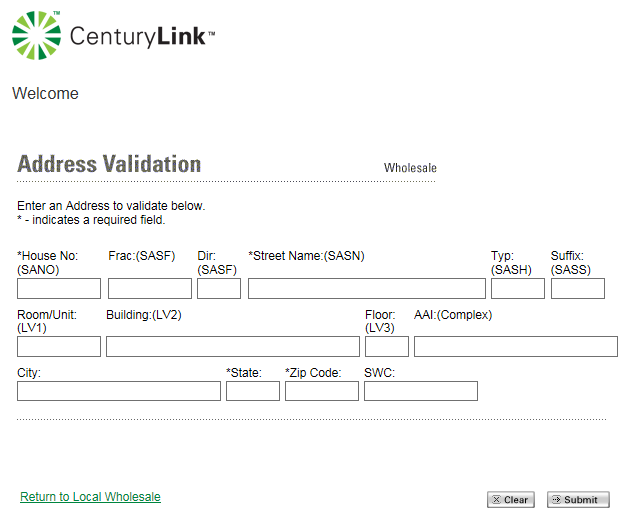 CenturyLink™
Welcome
Address Validation
Wholesale
Enter an Address to validate below.
* - indicates a required field.
*House No: Frac:(SASF) Dir: *Street Name:(SASN) Typ: Suffix:
(SANO) (SASF) (SASH) (SASS)
Room/Unit: Building:(LV2) Floor: AAI:(Complex)
(LV1) (LV3)
City: *State: *Zip Code: SWC:
Return to Local Wholesale
Clear Submit